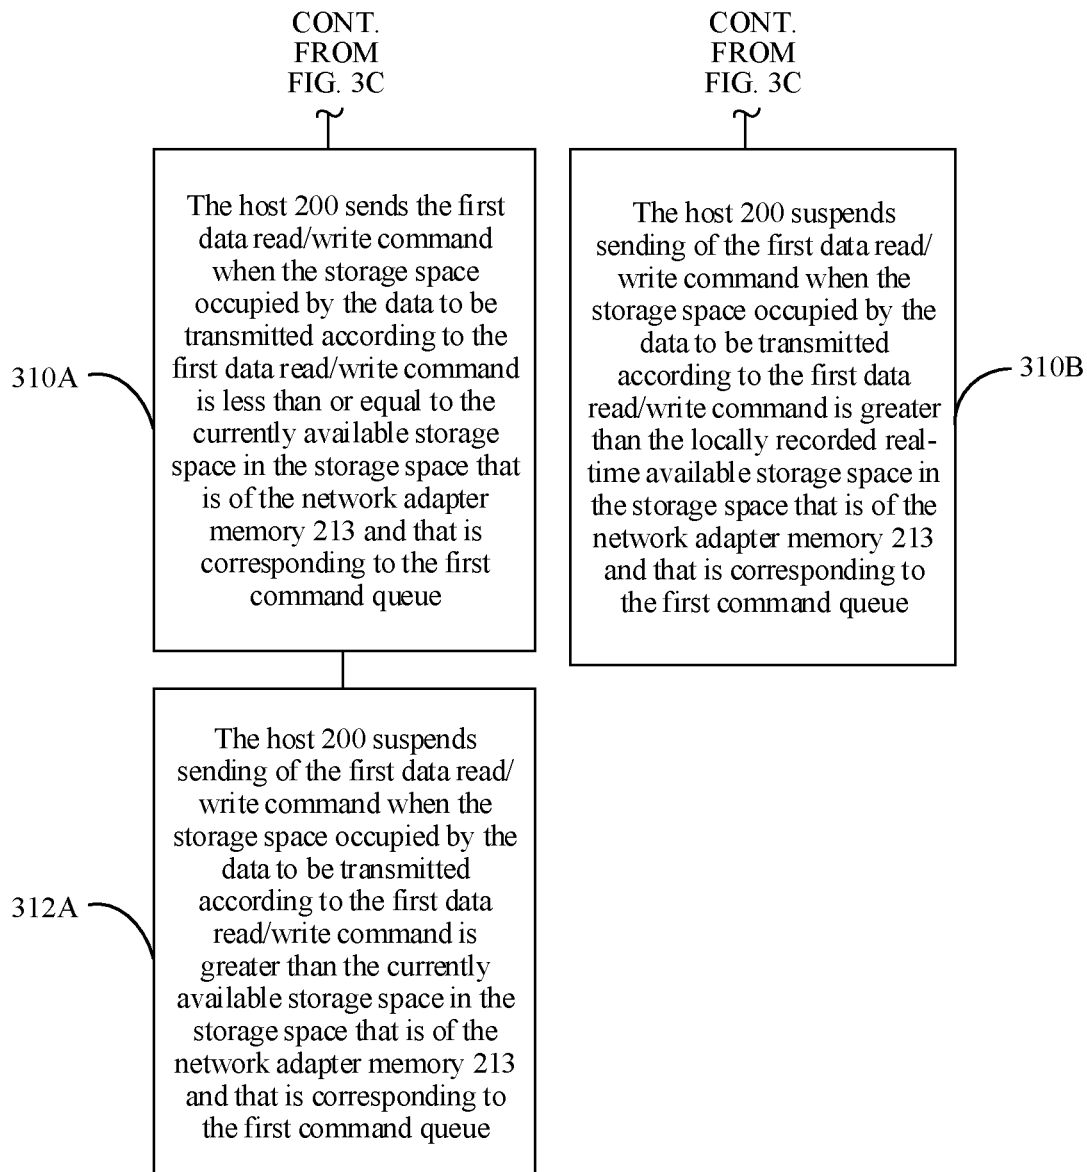 CONT.
FROM
FIG. 3C
The host 200 sends the first
data read/write command
when the storage space
occupied by the data to be
transmitted according to the
first data read/write command
is less than or equal to the
currently available storage
space in the storage space that
is of the network adapter
memory 213 and that is
corresponding to the first
command queue
310A
The host 200 suspends
sending of the first data read/
write command when the
storage space occupied by the
data to be transmitted
according to the first data
read/write command is
greater than the currently
available storage space in the
storage space that is of the
network adapter memory 213
and that is corresponding to
the first command queue
312A
CONT.
FROM
FIG. 3C
The host 200 suspends
sending of the first data read/
write command when the
storage space occupied by the
data to be transmitted
according to the first data
read/write command is greater
than the locally recorded real-
time available storage space in
the storage space that is of the
network adapter memory 213
and that is corresponding to
the first command queue
310B